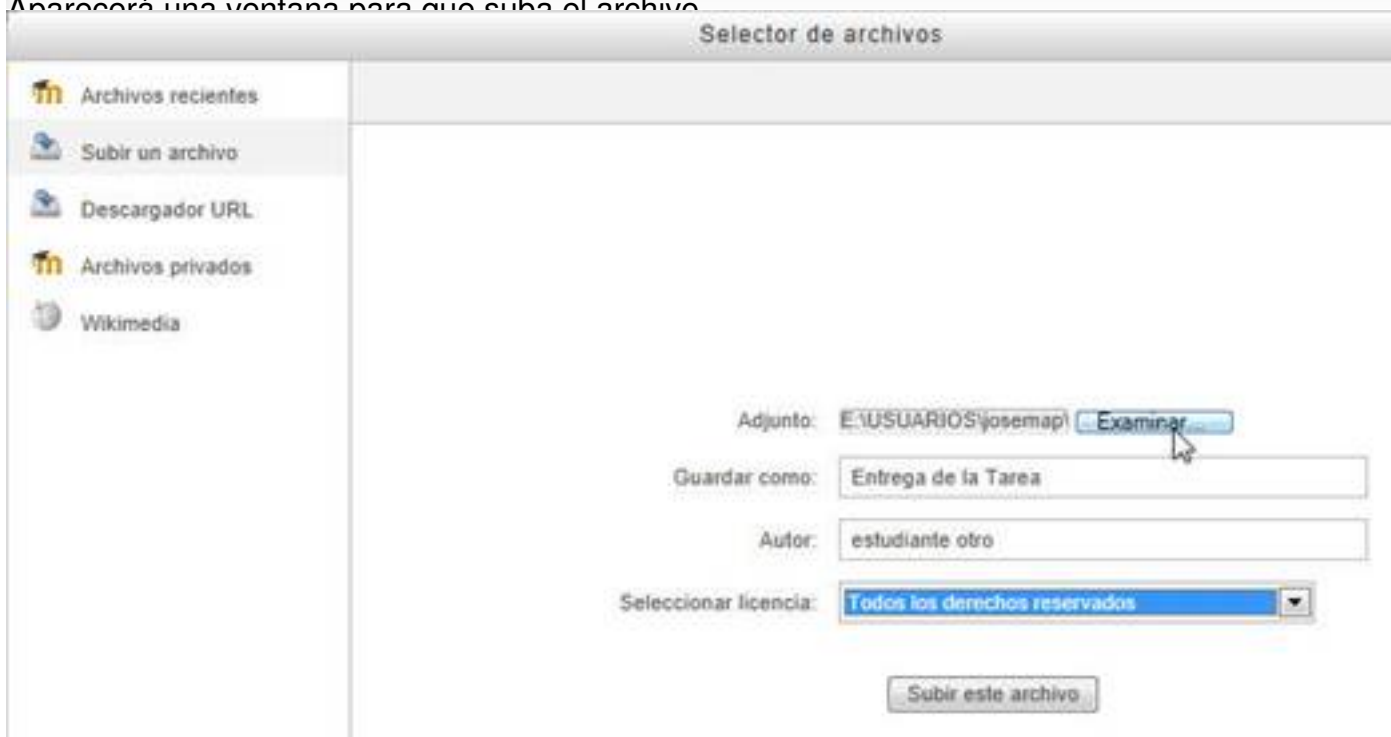 Aparecerá una ventana para que suba el archivo
Selector de archivos
Archivos recientes
Subir un archivo
Descargador URL
Archivos privados
Wikimedia
Adjunto: E:\USUARIOS\josemap\ Examinar...
Guardar como: Entrega de la Tarea
Autor: estudiante otro
Seleccionar licencia: Todos los derechos reservados
Subir este archivo